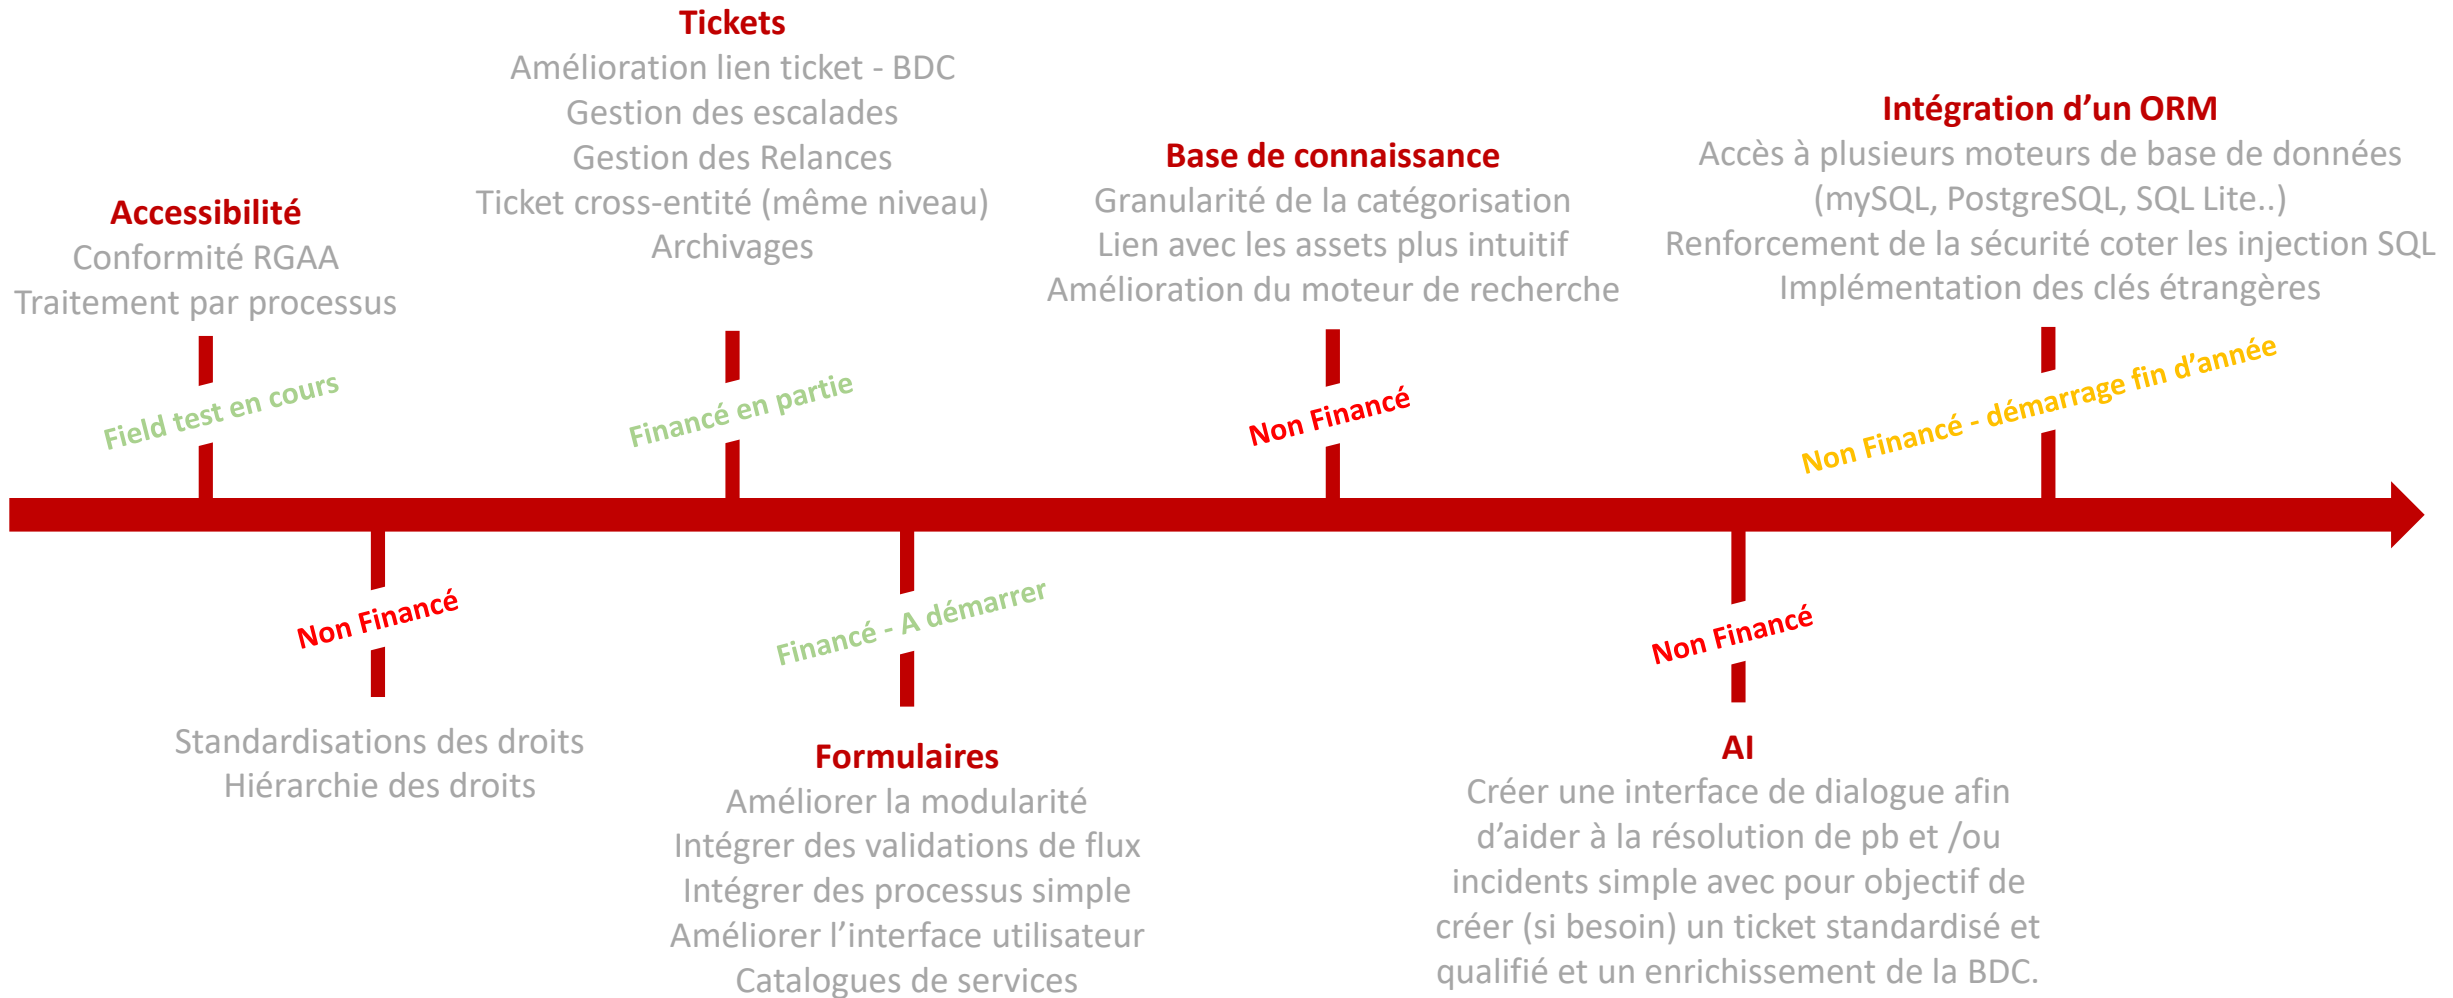 Tickets
Amélioration lien ticket - BDC
Gestion des escalades
Gestion des Relances
Ticket cross-entité (même niveau)
Archivages
Accessibilité
Conformité RGAA
Traitement par processus
Base de connaissance
Granularité de la catégorisation
Lien avec les assets plus intuitif
Amélioration du moteur de recherche
Intégration d’un ORM
Accès à plusieurs moteurs de base de données
(mySQL, PostgreSQL, SQL Lite..)
Renforcement de la sécurité coter les injection SQL
Implémentation des clés étrangères
Field test en cours
Financé en partie
Non Financé
Non Financé - démarrage fin d’année
Non Financé
Financé - A démarrer
Non Financé
Standardisations des droits
Hiérarchie des droits
Formulaires
Améliorer la modularité
Intégrer des validations de flux
Intégrer des processus simple
Améliorer l’interface utilisateur
Catalogues de services
AI
Créer une interface de dialogue afin
d’aider à la résolution de pb et /ou
incidents simple avec pour objectif de
créer (si besoin) un ticket standardisé et
qualifié et un enrichissement de la BDC.